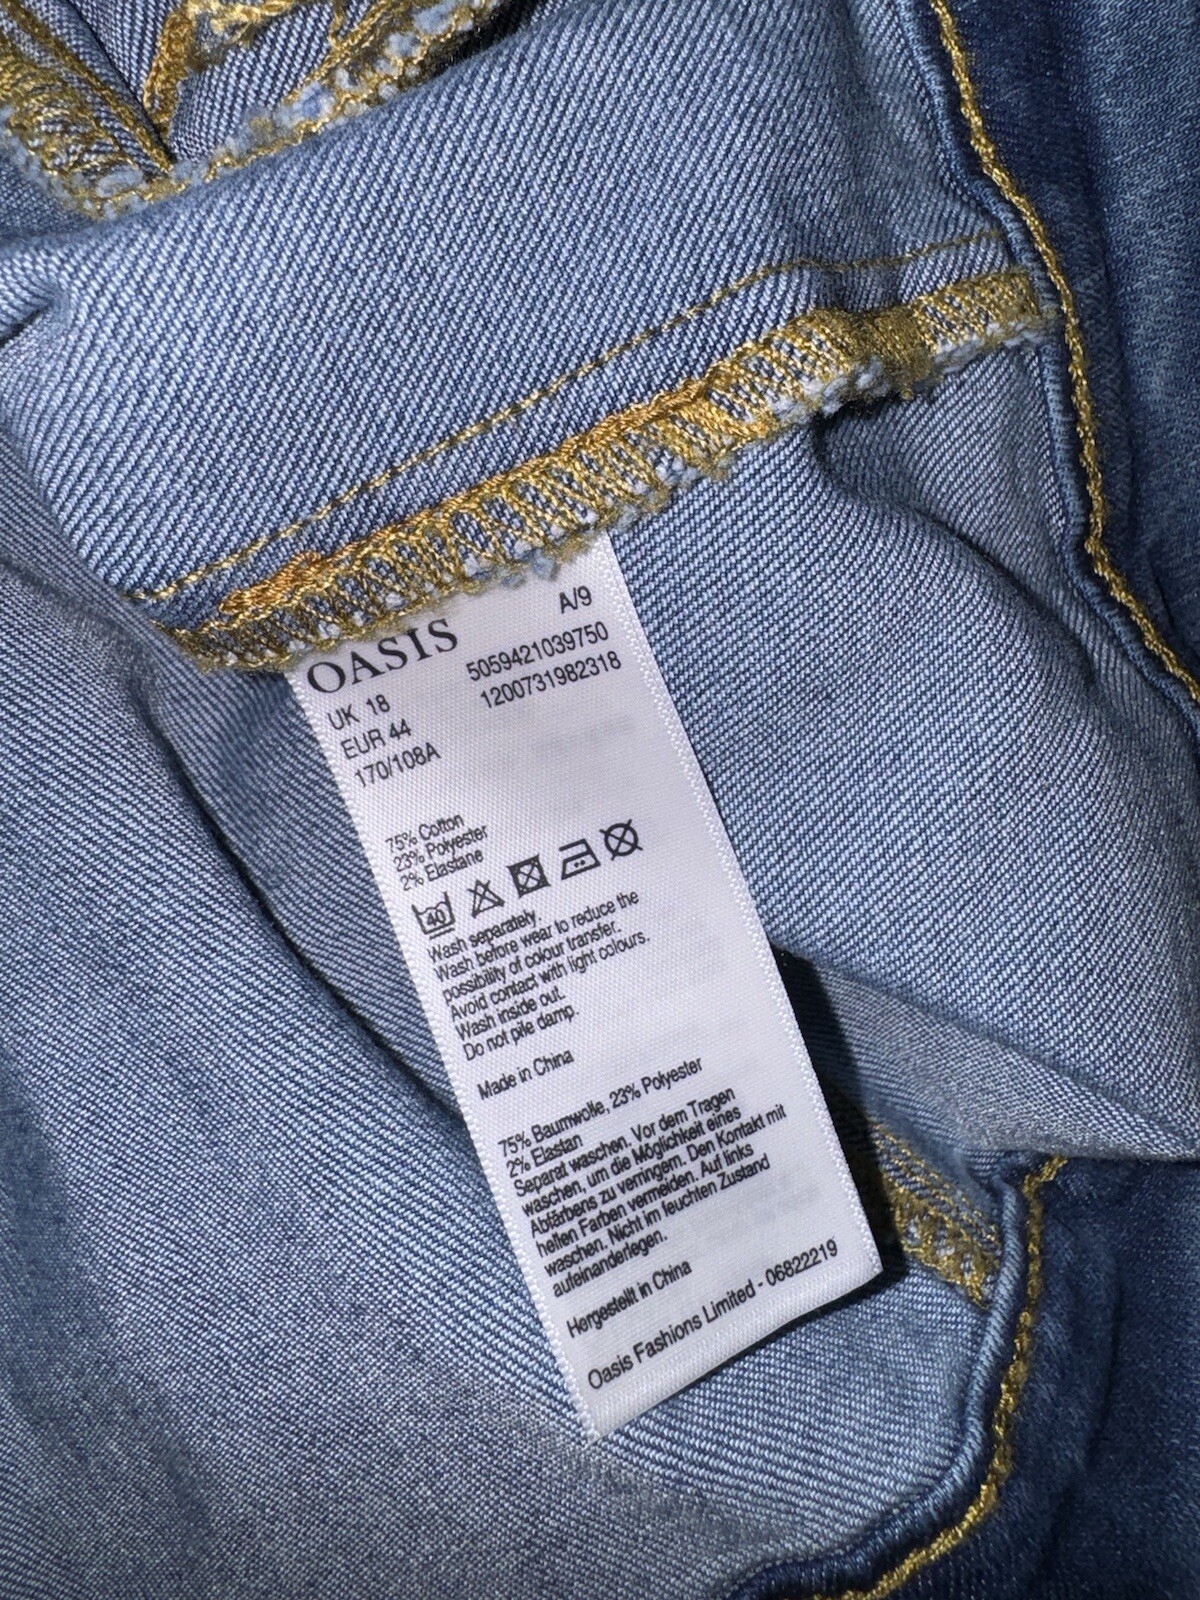 A/9
OASIS
5059421039750
UK 18
1200731982318
EUR 44
170/108A
75% Cotton
23% Polyester
2% Elastane
40
Wash separately.
Wash before wear to reduce the
possibility of colour transfer.
Avoid contact with light colours.
Wash inside out.
Do not pile damp.
Made in China
75% Baumwolle, 23% Polyester
2% Elastan
Separat waschen. Vor dem Tragen
waschen, um die Möglichkeit eines
Abfärbens zu verringern. Den Kontakt mit
hellen Farben vermeiden. Auf links
waschen. Nicht im feuchten Zustand
aufeinanderlegen.
Hergestellt in China
Oasis Fashions Limited - 06822219